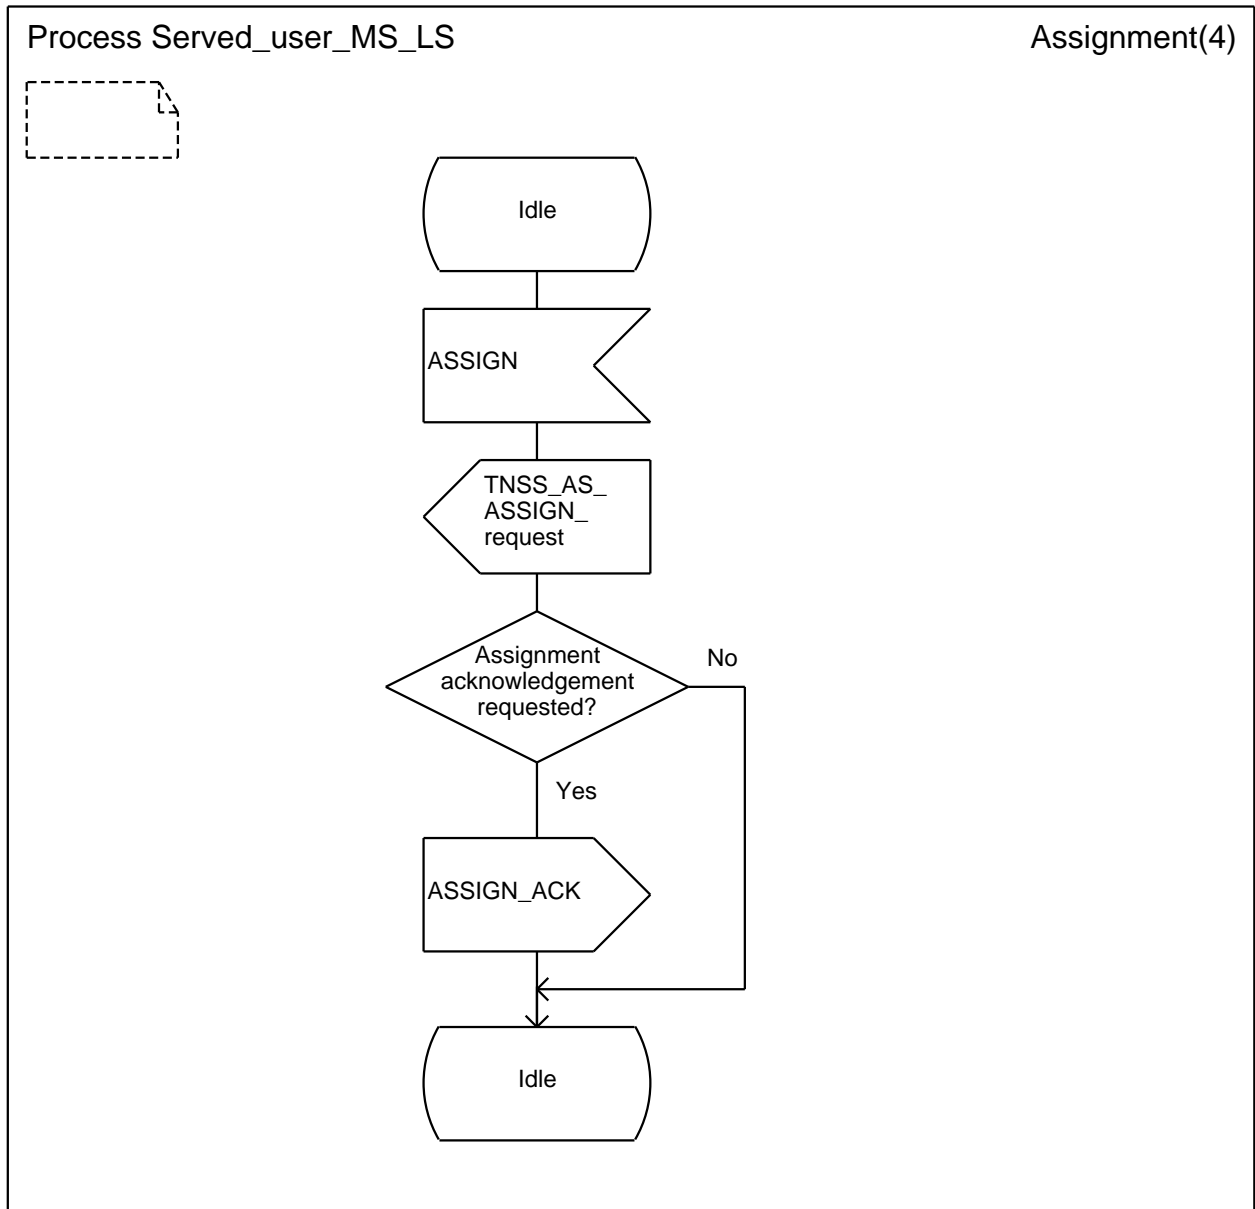 Process Served_user_MS_LS
Assignment(4)
Idle
ASSIGN
TNSS_AS_
ASSIGN_
request
Assignment
acknowledgement
requested?
No
Yes
ASSIGN_ACK
Idle